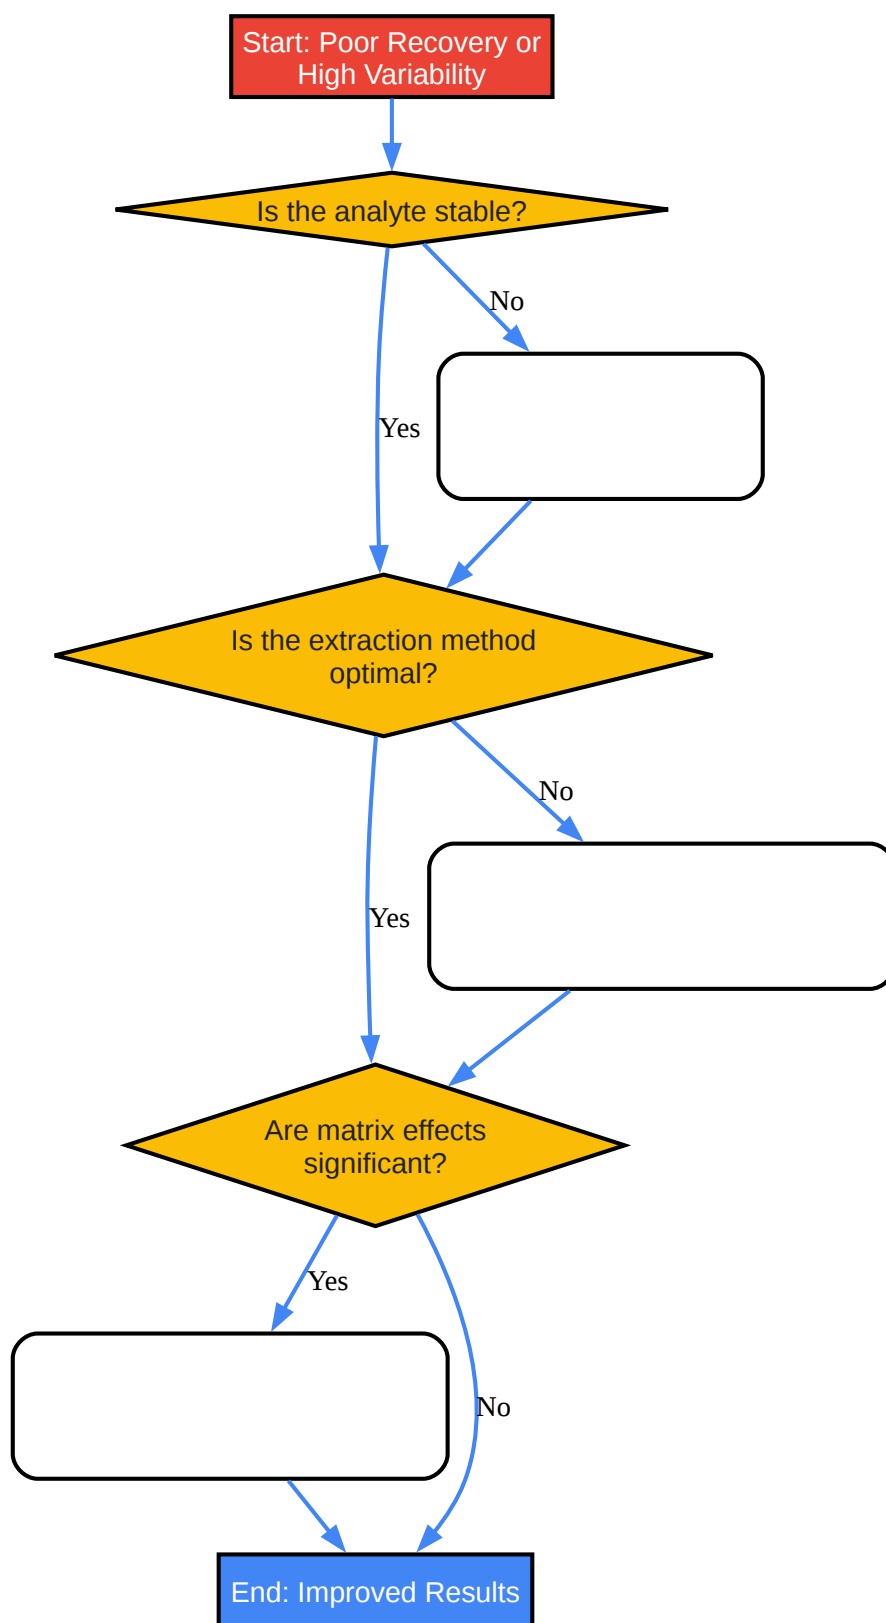 Start: Poor Recovery or
High Variability
Is the analyte stable?
No
Yes
Is the extraction method
optimal?
No
Yes
Are matrix effects
significant?
Yes
No
End: Improved Results